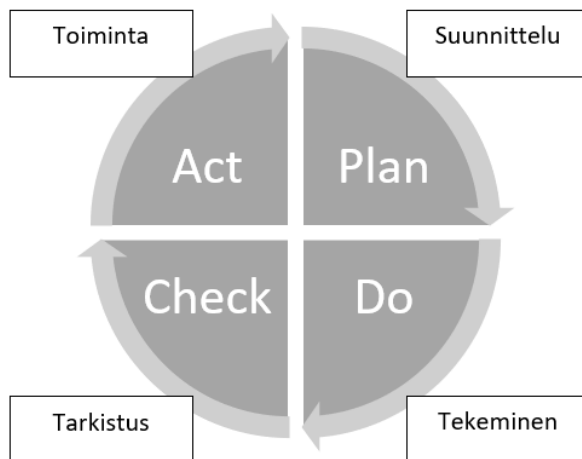 Toiminta
Suunnittelu
Act
Plan
Check
Do
Tarkistus
Tekeminen